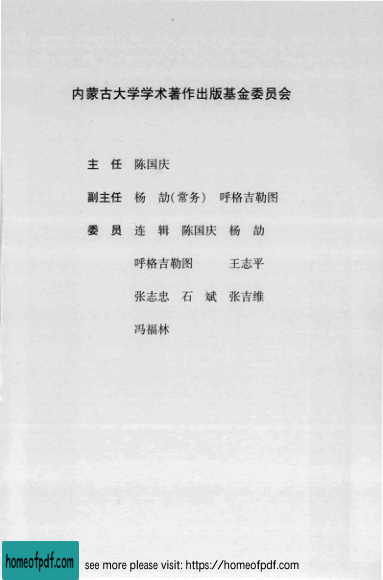 内蒙古大学学术著作出版基金委员会
主 任 陈国庆
副主任 杨 劼(常务) 呼格吉勒图
委 员 连 辑 陈国庆 杨 劼
呼格吉勒图 王志平
张志忠 石 斌 张吉维
冯福林
homeofpdf.com see more please visit: https://homeofpdf.com